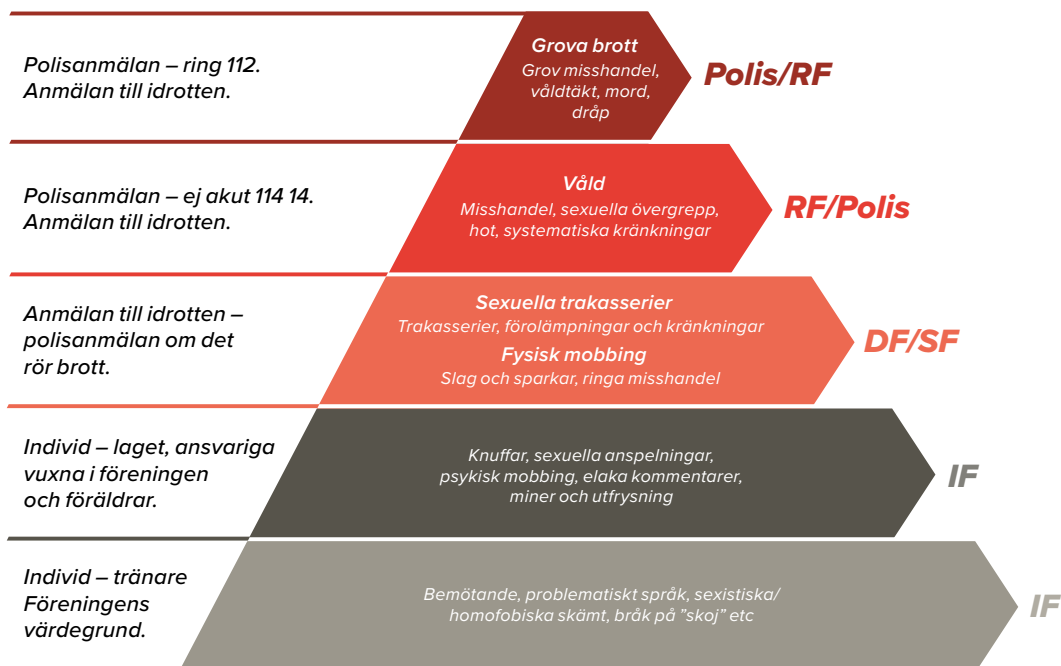 Polisanmälan – ring 112.
Anmälan till idrotten.
Grova brott
Grov misshandel,
våldtäkt, mord,
dråp
Polis/RF
Polisanmälan – ej akut 114 14.
Anmälan till idrotten.
Våld
Misshandel, sexuella övergrepp,
hot, systematiska kränkningar
RF/Polis
Anmälan till idrotten –
polisanmälan om det
rör brott.
Sexuella trakasserier
Trakasserier, förolämpningar och kränkningar
Fysisk mobbing
Slag och sparkar, ringa misshandel
DF/SF
Individ – laget, ansvariga
vuxna i föreningen
och föräldrar.
Knuffar, sexuella anspelningar,
psykisk mobbing, elaka kommentarer,
miner och utfrysning
IF
Individ – tränare
Föreningens
värdegrund.
Bemötande, problematiskt språk, sexistiska/
homofobiska skämt, bråk på ”skoj” etc
IF